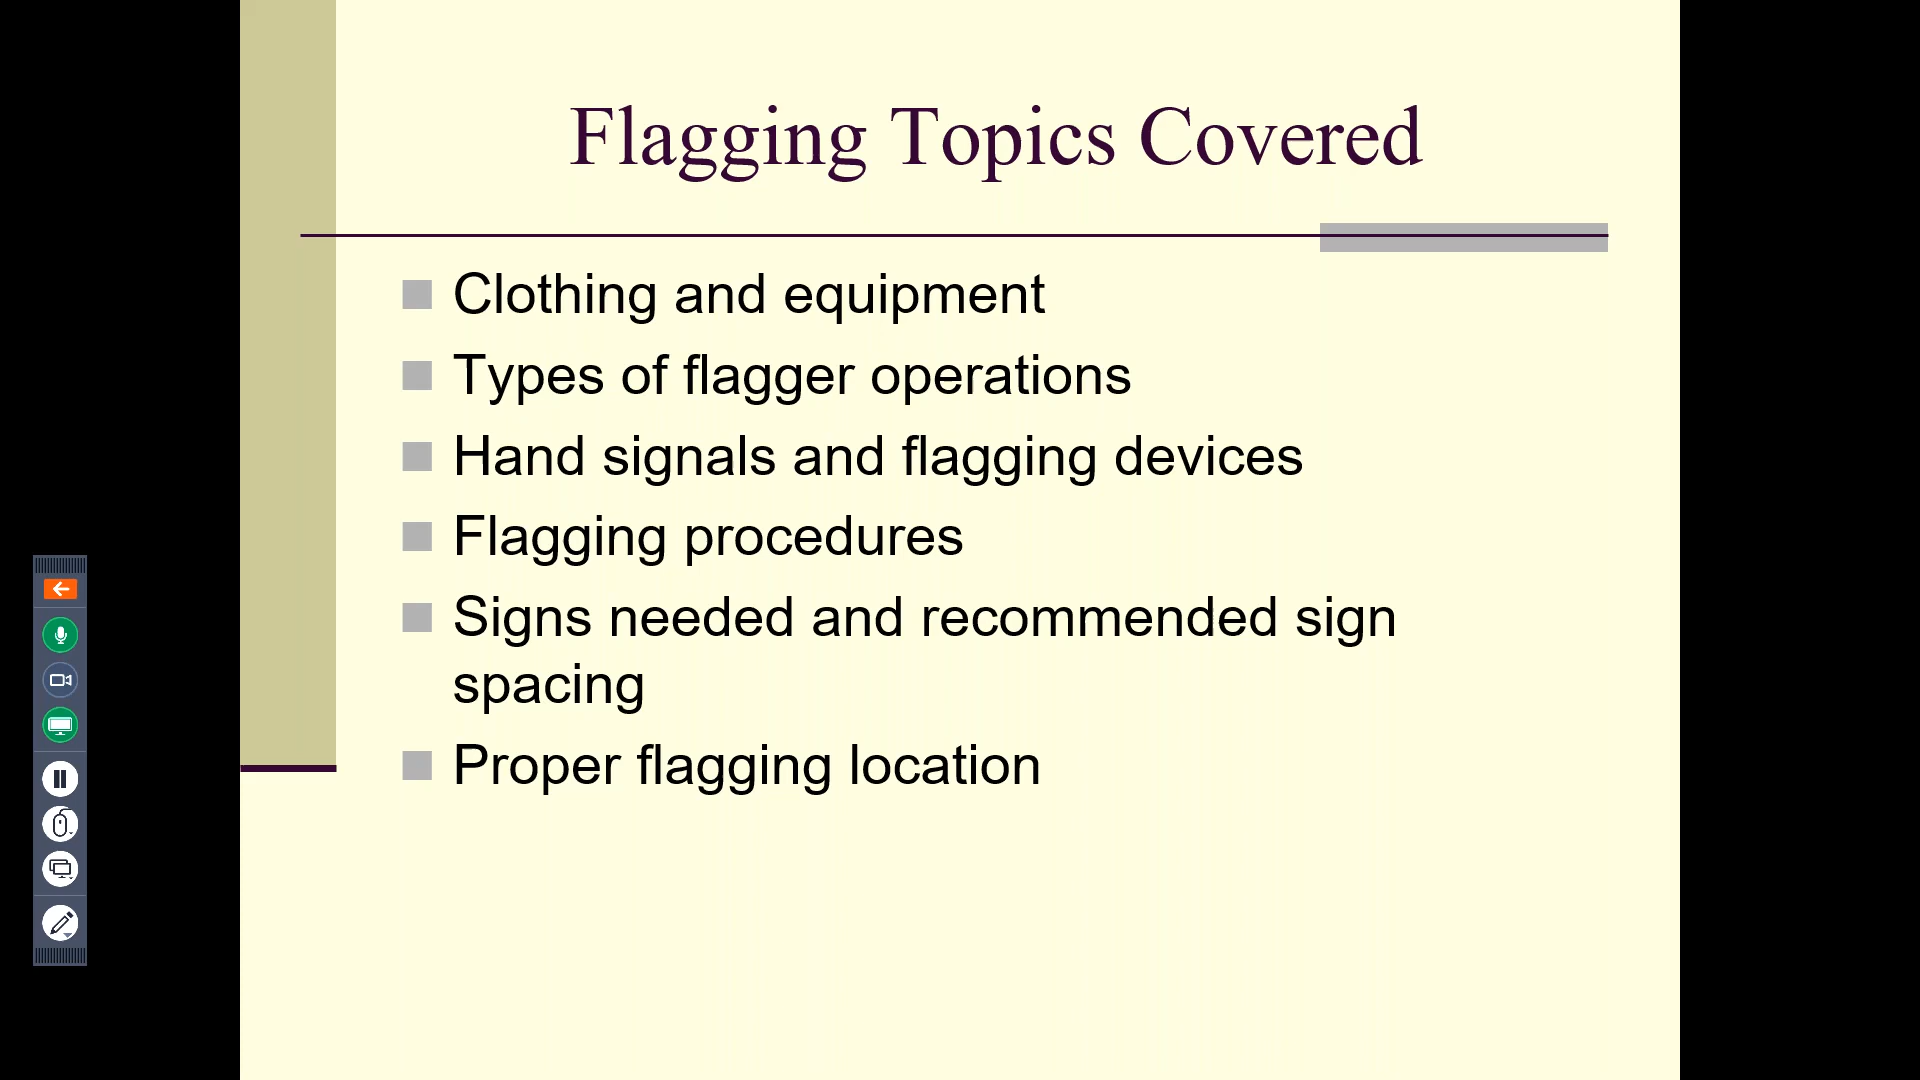 Flagging Topics Covered
Clothing and equipment
Types of flagger operations
Hand signals and flagging devices
Flagging procedures
Signs needed and recommended sign
spacing
Proper flagging location